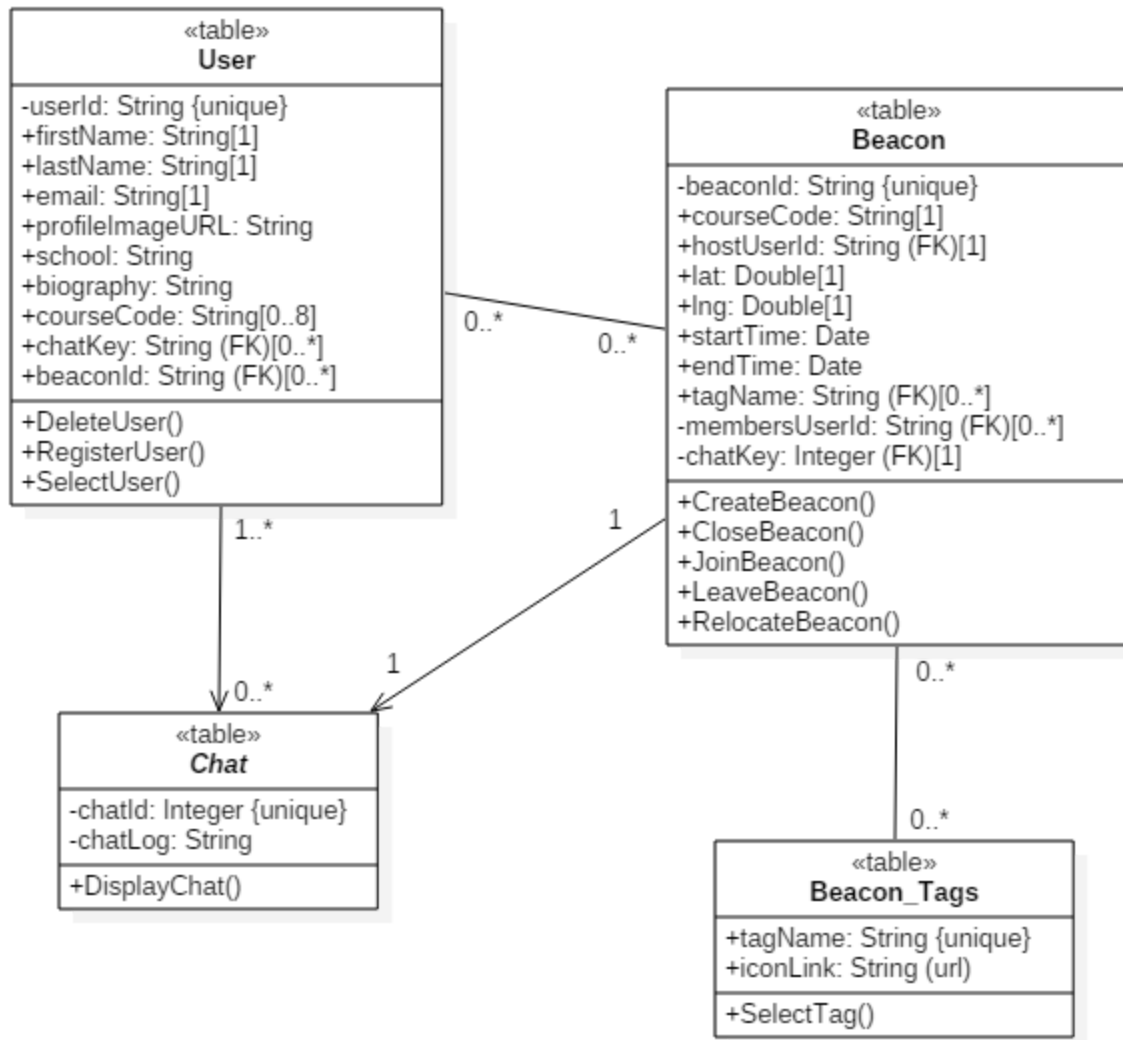 «table»
User
-userId: String {unique}
+firstName: String[1]
+lastName: String[1]
+email: String[1]
+profileImageURL: String
+school: String
+biography: String
+courseCode: String[0..8]
+chatKey: String (FK)[0..*]
+beaconId: String (FK)[0..*]
+DeleteUser()
+RegisterUser()
+SelectUser()
«table»
Beacon
-beaconId: String {unique}
+courseCode: String[1]
+hostUserId: String (FK)[1]
+lat: Double[1]
+lng: Double[1]
+startTime: Date
+endTime: Date
+tagName: String (FK)[0..*]
-membersUserId: String (FK)[0..*]
-chatKey: Integer (FK)[1]
+CreateBeacon()
+CloseBeacon()
+JoinBeacon()
+LeaveBeacon()
+RelocateBeacon()
0..*
0..*
1..*
0..*
1
1
0..*
0..*
«table»
Chat
-chatId: Integer {unique}
-chatLog: String
+DisplayChat()
«table»
Beacon_Tags
+tagName: String {unique}
+iconLink: String (url)
+SelectTag()